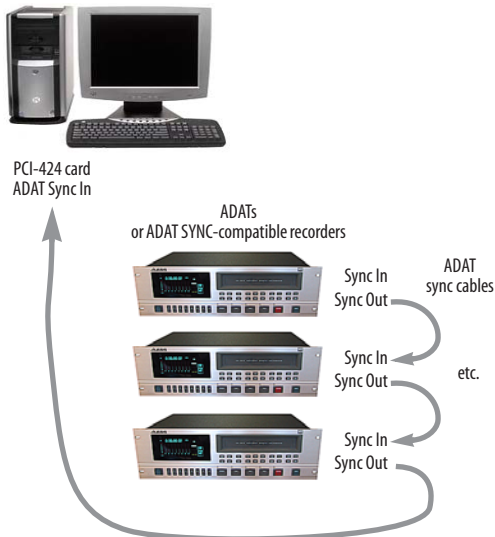 PCI-424 card
ADAT Sync In
ADATs
or ADAT SYNC-compatible recorders
Sync In
Sync Out
ADAT
sync cables
Sync In
Sync Out
etc.
Sync In
Sync Out